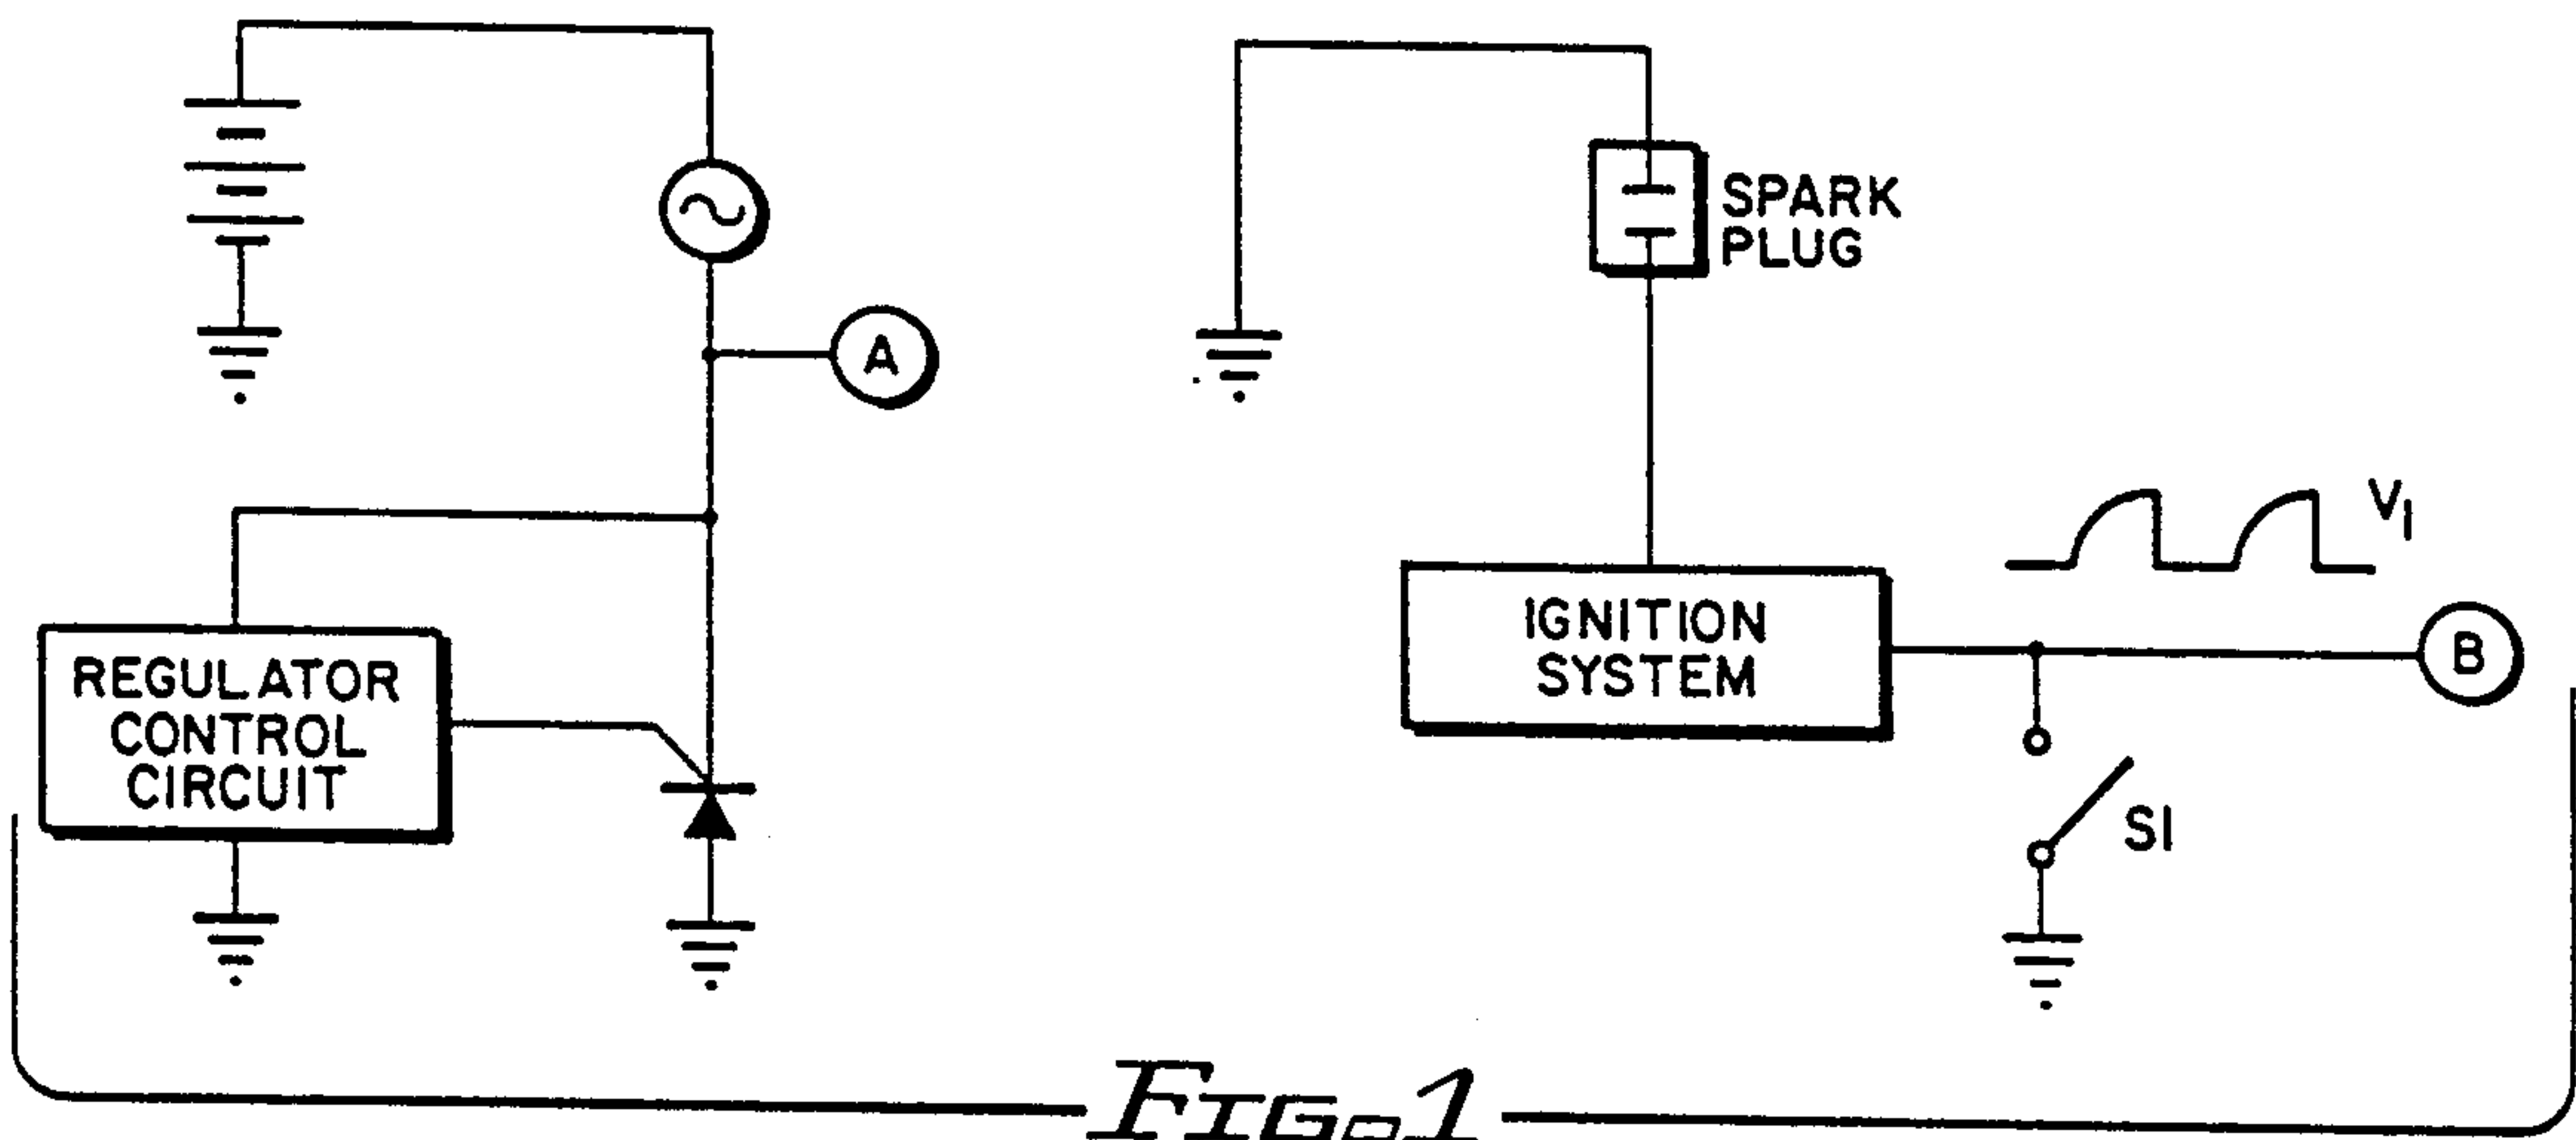 SPARK
PLUG
A
V1
IGNITION
SYSTEM
B
REGULATOR
CONTROL
CIRCUIT
S1
FIG. 1